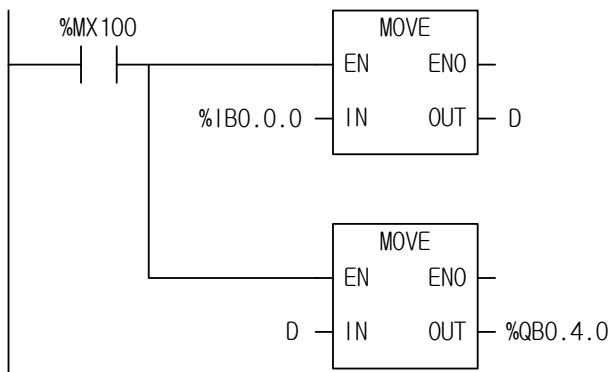 %MX100
MOVE
EN ENO
%IB0.0.0 IN OUT D
MOVE
EN ENO
D IN OUT %QB0.4.0